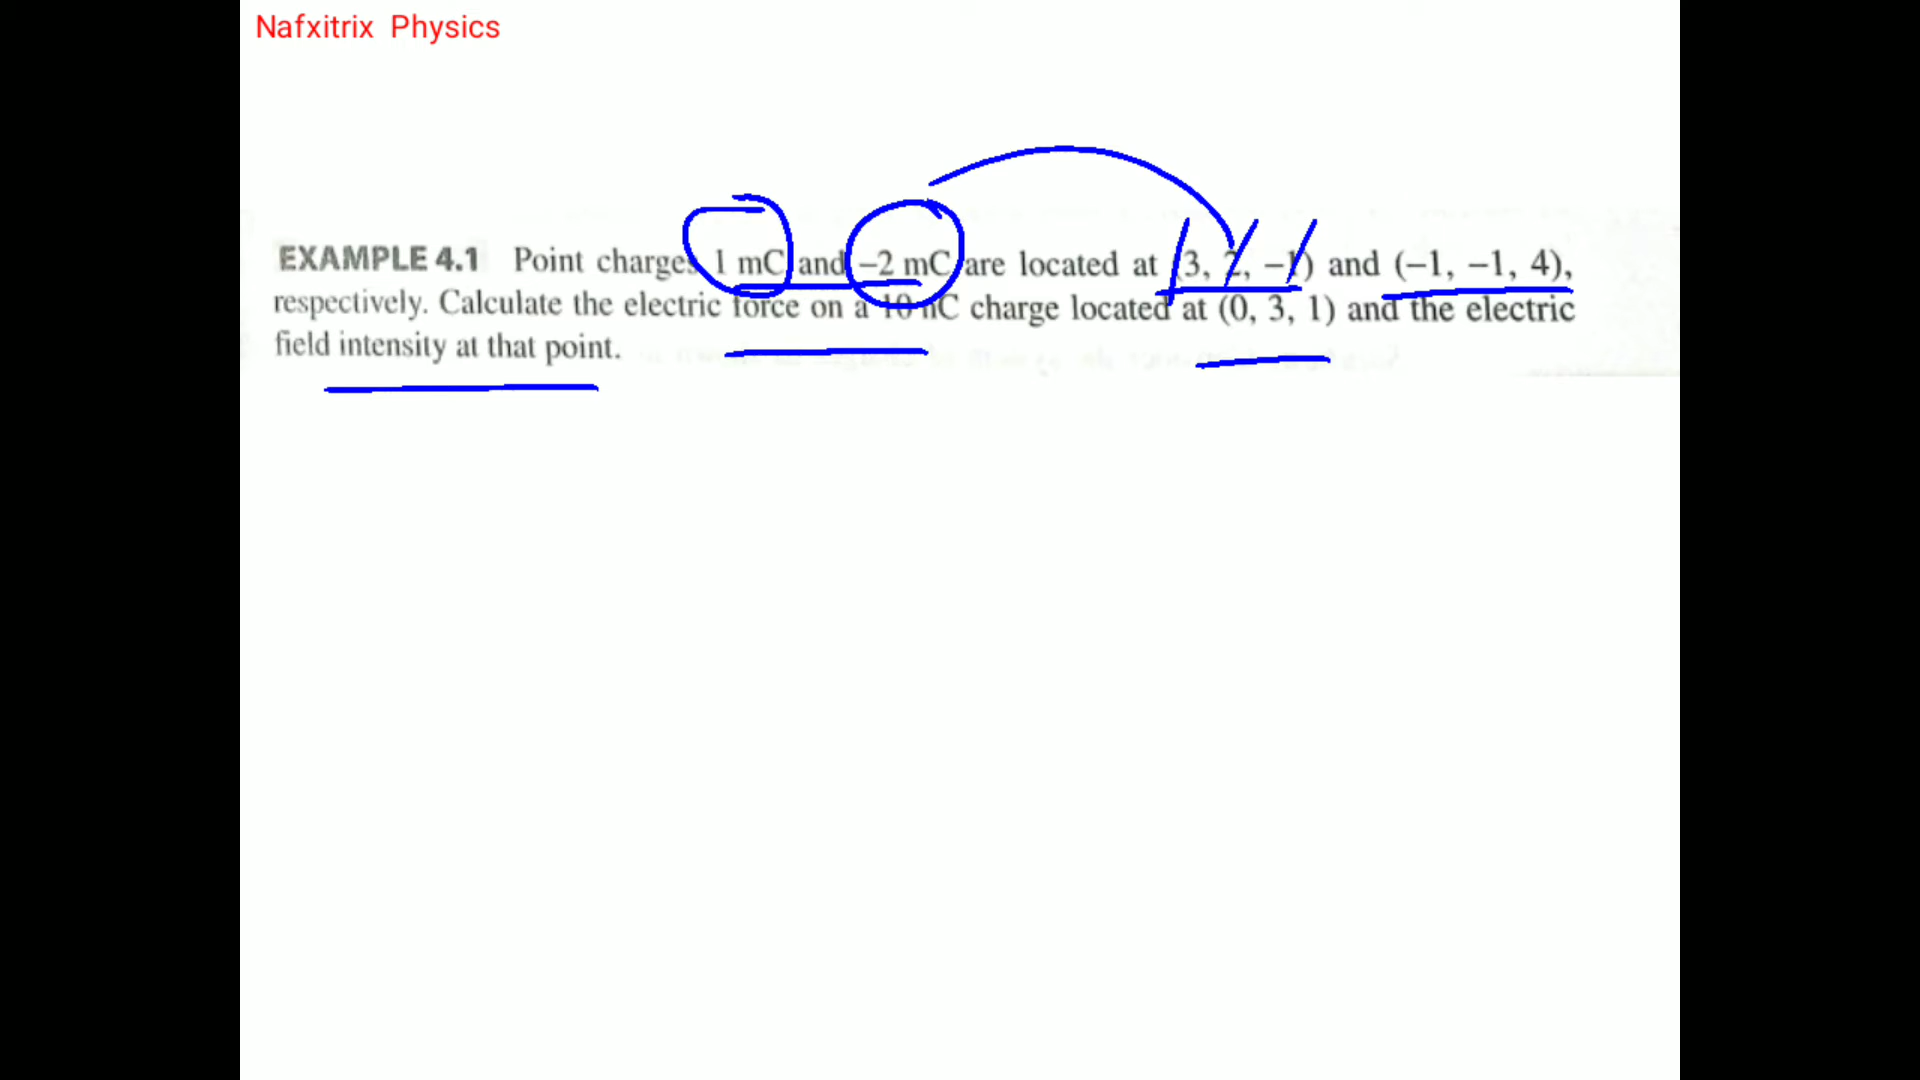 Nafxitrix Physics
EXAMPLE 4.1 Point charges 1 mC and −2 mC are located at (3, 2, −1) and (−1, −1, 4),
respectively. Calculate the electric force on a 10 nC charge located at (0, 3, 1) and the electric
field intensity at that point.